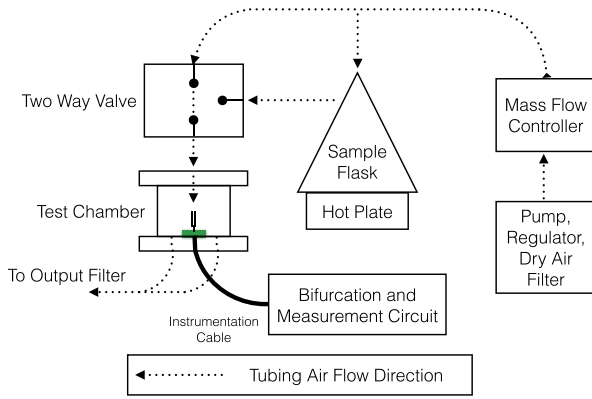 Two Way Valve
Sample
Flask
Hot Plate
Mass Flow
Controller
Pump,
Regulator,
Dry Air
Filter
Test Chamber
To Output Filter
Instrumentation
Cable
Bifurcation and
Measurement Circuit
Tubing Air Flow Direction